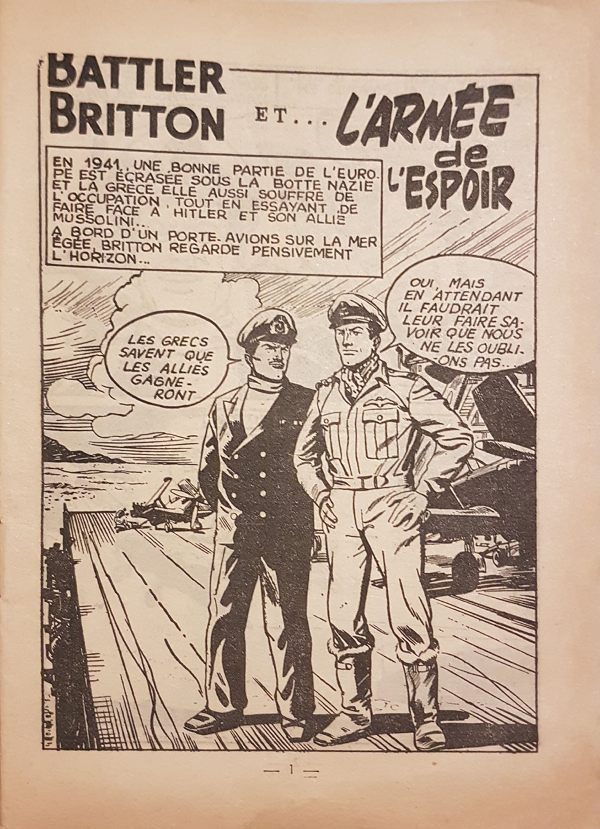 BATTLER
BRITTON
ET...
L'ARMÉE
de
L'ESPOIR
EN 1941, UNE BONNE PARTIE DE L'EURO
PE EST ÉCRASÉE SOUS LA BOTTE NAZIE
ET LA GRÈCE ELLE AUSSI SOUFFRE DE
L'OCCUPATION TOUT EN ESSAYANT DE
FAIRE FACE A HITLER ET SON ALLIÉ
MUSSOLINI...
A BORD D'UN PORTE-AVIONS SUR LA MER
ÉGÉE, BRITTON REGARDE PENSIVEMENT
L'HORIZON...
LES GRECS
SAVENT QUE
LES ALLIÉS
GAGNE-
RONT
OUI, MAIS
EN ATTENDANT
IL FAUDRAIT
LEUR FAIRE SA-
VOIR QUE NOUS
NE LES OUBLI-
ONS PAS...
— 1 —